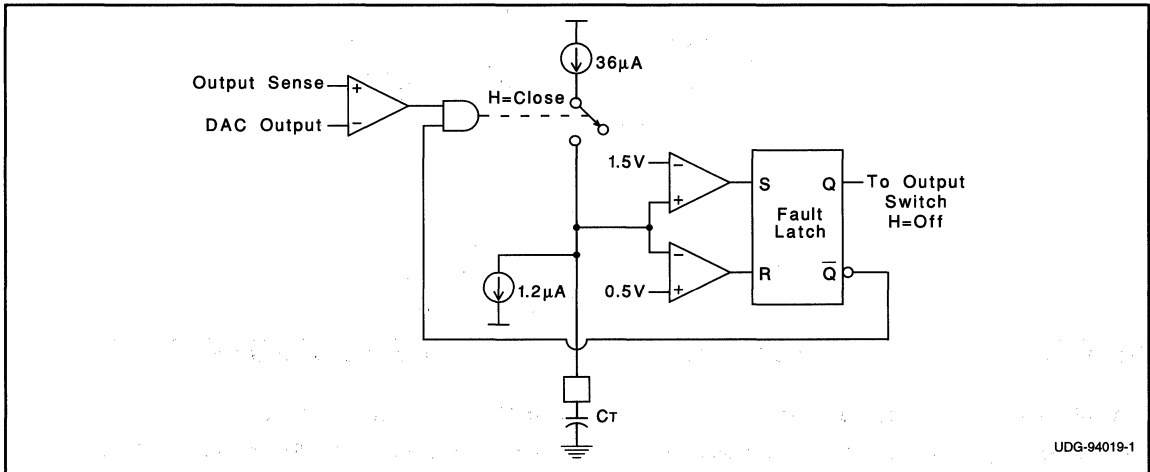 36µA
Output Sense
+
H=Close
DAC Output
−
1.5V
−
+
S
Q
To Output
Switch
H=Off
Fault
Latch
1.2µA
−
0.5V
+
R
Q̅
CT
UDG-94019-1